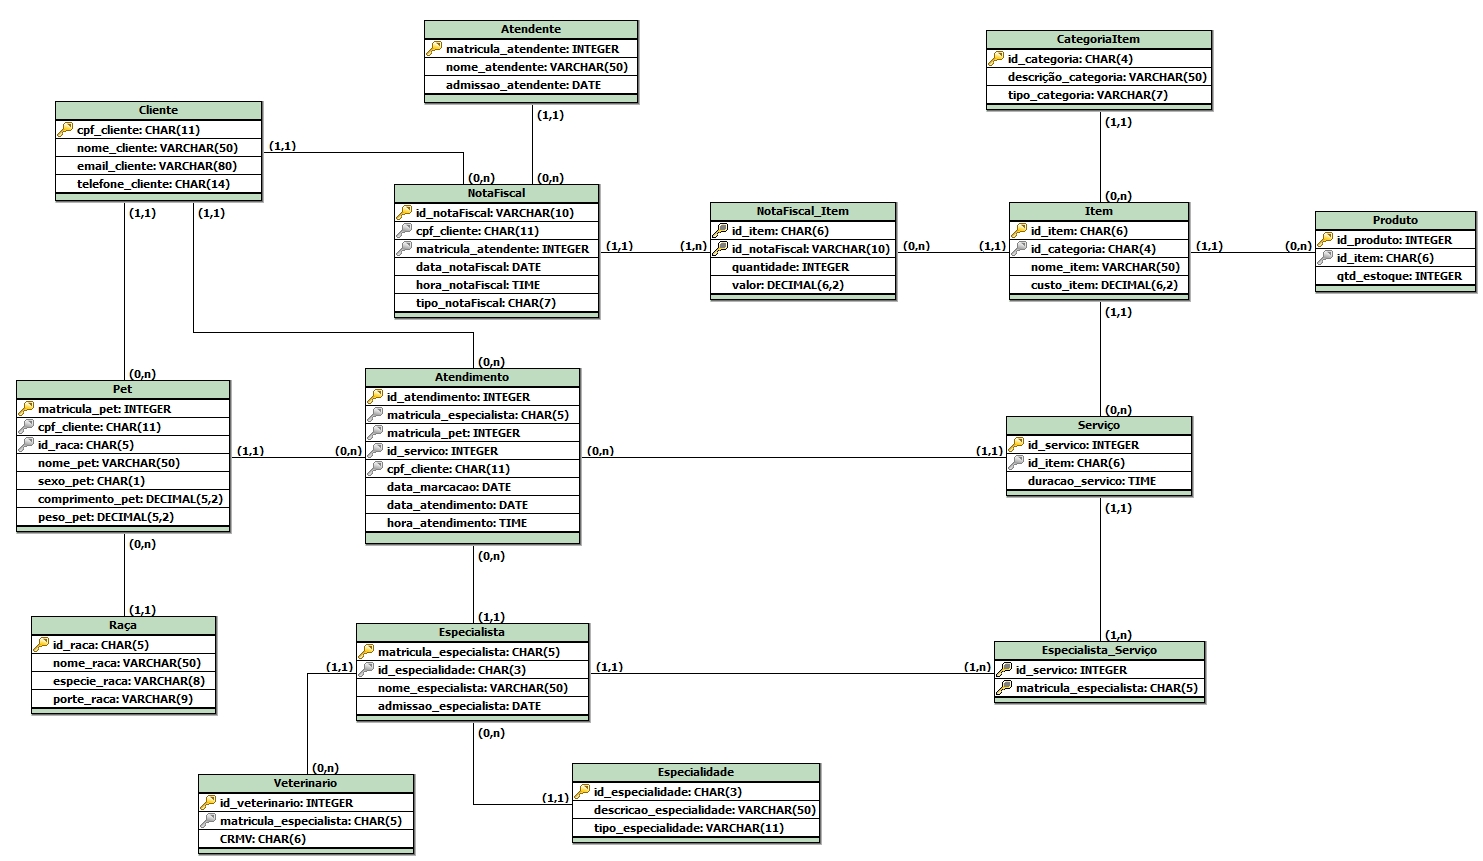 Atendente
matricula_atendente: INTEGER
nome_atendente: VARCHAR(50)
admissao_atendente: DATE
(1,1)
CategoriaItem
id_categoria: CHAR(4)
descrição_categoria: VARCHAR(50)
tipo_categoria: VARCHAR(7)
(1,1)
Cliente
cpf_cliente: CHAR(11)
nome_cliente: VARCHAR(50)
email_cliente: VARCHAR(80)
telefone_cliente: CHAR(14)
(1,1)
(1,1)
(1,1)
(0,n)
(0,n)
NotaFiscal
id_notaFiscal: VARCHAR(10)
cpf_cliente: CHAR(11)
matricula_atendente: INTEGER
data_notaFiscal: DATE
hora_notaFiscal: TIME
tipo_notaFiscal: CHAR(7)
(1,1)
(1,n)
NotaFiscal_Item
id_item: CHAR(6)
id_notaFiscal: VARCHAR(10)
quantidade: INTEGER
valor: DECIMAL(6,2)
(0,n)
(1,1)
(0,n)
Item
id_item: CHAR(6)
id_categoria: CHAR(4)
nome_item: VARCHAR(50)
custo_item: DECIMAL(6,2)
(1,1)
(0,n)
(1,1)
Produto
id_produto: INTEGER
id_item: CHAR(6)
qtd_estoque: INTEGER
(0,n)
Pet
matricula_pet: INTEGER
cpf_cliente: CHAR(11)
id_raca: CHAR(5)
nome_pet: VARCHAR(50)
sexo_pet: CHAR(1)
comprimento_pet: DECIMAL(5,2)
peso_pet: DECIMAL(5,2)
(1,1)
(0,n)
(0,n)
(0,n)
Atendimento
id_atendimento: INTEGER
matricula_especialista: CHAR(5)
matricula_pet: INTEGER
id_servico: INTEGER
cpf_cliente: CHAR(11)
data_marcacao: DATE
data_atendimento: DATE
hora_atendimento: TIME
(0,n)
(1,1)
(0,n)
(0,n)
Serviço
id_servico: INTEGER
id_item: CHAR(6)
duracao_servico: TIME
(1,1)
(1,1)
Raça
id_raca: CHAR(5)
nome_raca: VARCHAR(50)
especie_raca: VARCHAR(8)
porte_raca: VARCHAR(9)
(1,1)
Especialista
matricula_especialista: CHAR(5)
id_especialidade: CHAR(3)
nome_especialista: VARCHAR(50)
admissao_especialista: DATE
(1,1)
(1,1)
(1,n)
(0,n)
(1,n)
Especialista_Serviço
id_servico: INTEGER
matricula_especialista: CHAR(5)
(0,n)
Veterinario
id_veterinario: INTEGER
matricula_especialista: CHAR(5)
CRMV: CHAR(6)
(1,1)
Especialidade
id_especialidade: CHAR(3)
descricao_especialidade: VARCHAR(50)
tipo_especialidade: VARCHAR(11)